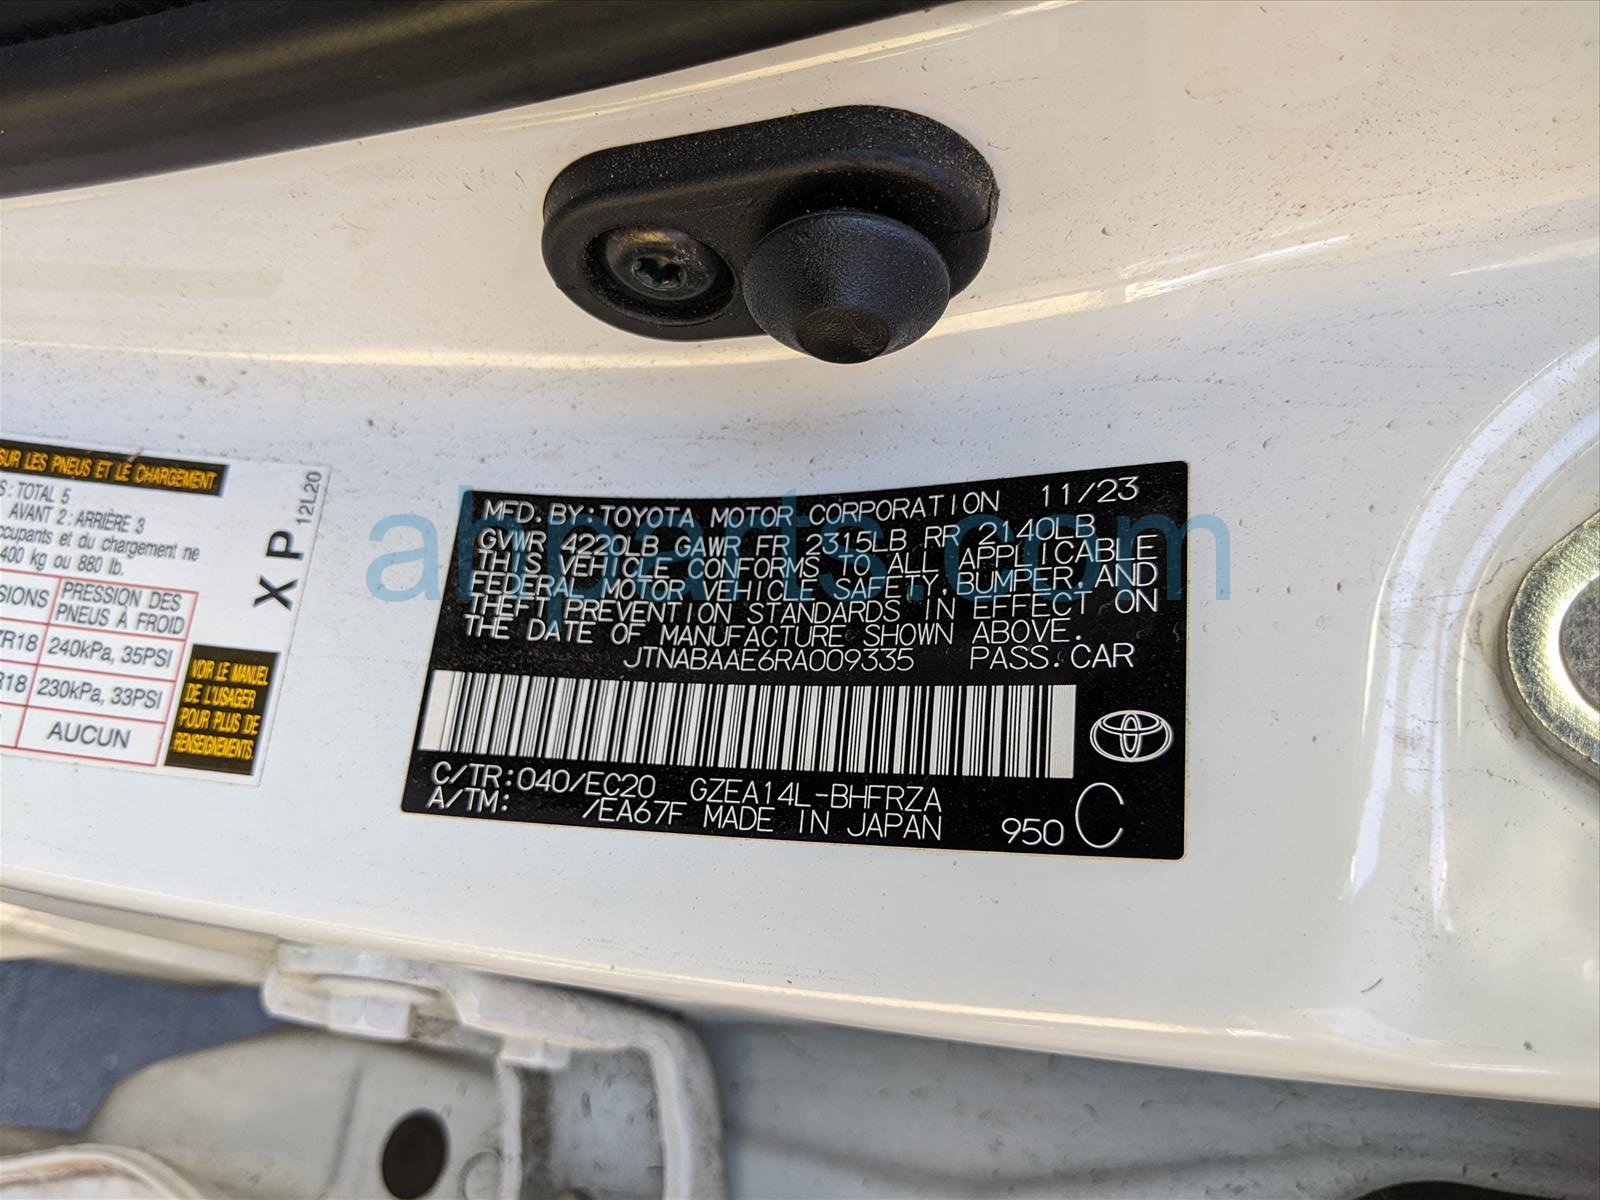 SUR LES PNEUS ET LE CHARGEMENT
S: TOTAL 5
AVANT 2: ARRIÈRE 3
ccupants et du chargement ne
400 kg ou 880 lb.
SIONS PRESSION DES
PNEUS À FROID
R18 240kPa, 35PSI
R18 230kPa, 33PSI
AUCUN
VOIR LE MANUEL
DE L'USAGER
POUR PLUS DE
RENSEIGNEMENTS
XP
12L20
MFD. BY: TOYOTA MOTOR CORPORATION 11/23
GVWR 4220LB GAWR FR 2315LB RR 2140LB
THIS VEHICLE CONFORMS TO ALL APPLICABLE
FEDERAL MOTOR VEHICLE SAFETY, BUMPER, AND
THEFT PREVENTION STANDARDS IN EFFECT ON
THE DATE OF MANUFACTURE SHOWN ABOVE.
JTNABAAE6RA009335 PASS. CAR
C/TR: 040/EC20 GZEA14L-BHFRZA
A/TM: /EA67F MADE IN JAPAN 950 C
ahparts.com